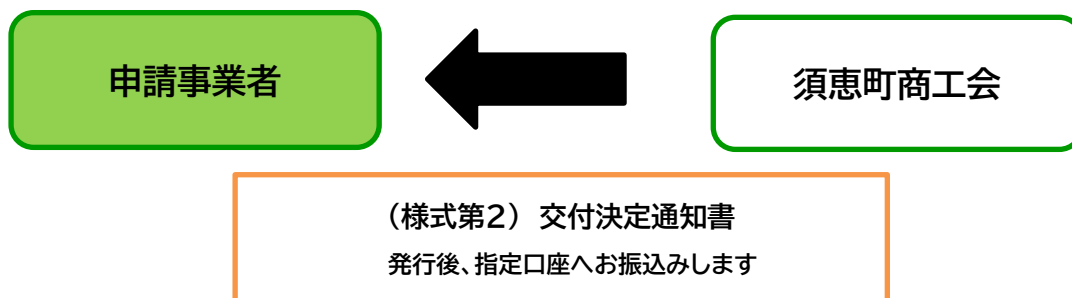 申請事業者
須恵町商工会
（様式第2） 交付決定通知書
発行後、指定口座へお振込みします